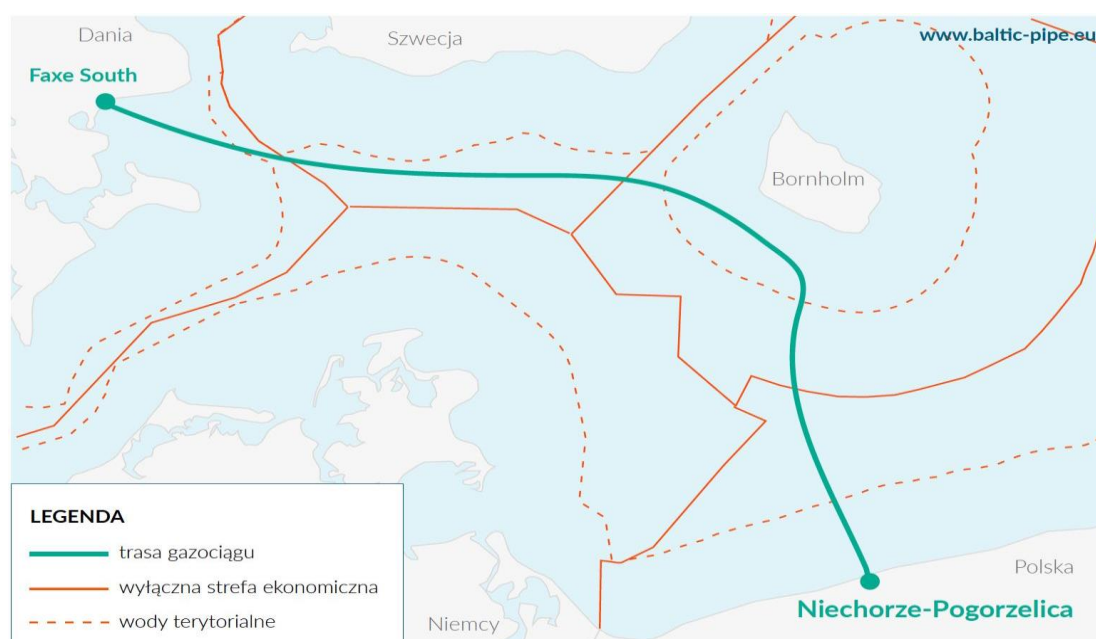 Dania
Szwecja
www.baltic-pipe.eu
Faxe South
Bornholm
LEGENDA
trasa gazociągu
wyłączna strefa ekonomiczna
wody terytorialne
Niemcy
Polska
Niechorze-Pogorzelica